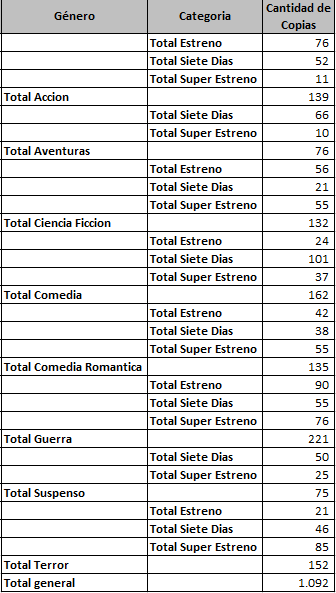 Género Categoria Cantidad de Copias
Total Estreno 76
Total Siete Dias 52
Total Super Estreno 11
Total Accion 139
Total Siete Dias 66
Total Super Estreno 10
Total Aventuras 76
Total Estreno 56
Total Siete Dias 21
Total Super Estreno 55
Total Ciencia Ficcion 132
Total Estreno 24
Total Siete Dias 101
Total Super Estreno 37
Total Comedia 162
Total Estreno 42
Total Siete Dias 38
Total Super Estreno 55
Total Comedia Romantica 135
Total Estreno 90
Total Siete Dias 55
Total Super Estreno 76
Total Guerra 221
Total Siete Dias 50
Total Super Estreno 25
Total Suspenso 75
Total Estreno 21
Total Siete Dias 46
Total Super Estreno 85
Total Terror 152
Total general 1.092